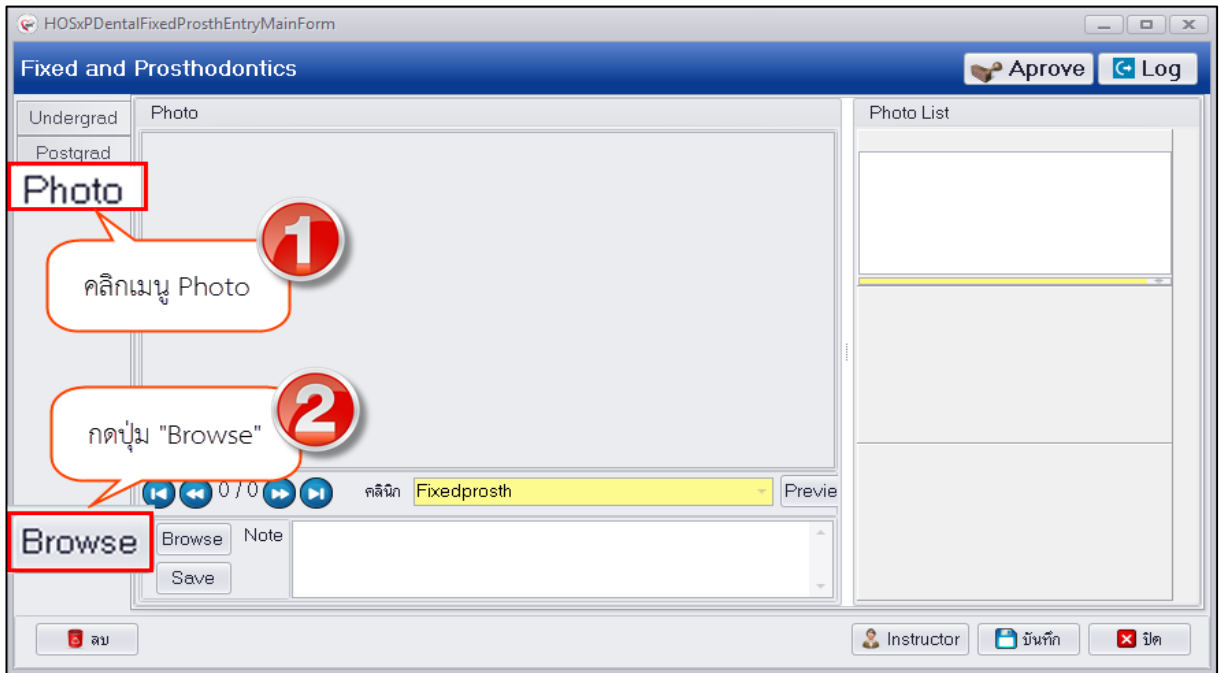 HOSxPDentalFixedProsthEntryMainForm
Fixed and Prosthodontics
Aprove
Log
Undergrad
Postgrad
Photo
Photo
Photo List
1
คลิกเมนู Photo
2
กดปุ่ม "Browse"
0 / 0
คลินิก
Fixedprosth
Previe
Browse
Browse
Note
Save
ลบ
Instructor
บันทึก
ปิด